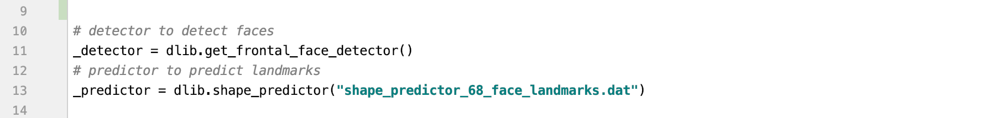 9
10 # detector to detect faces
11 _detector = dlib.get_frontal_face_detector()
12 # predictor to predict landmarks
13 _predictor = dlib.shape_predictor("shape_predictor_68_face_landmarks.dat")
14